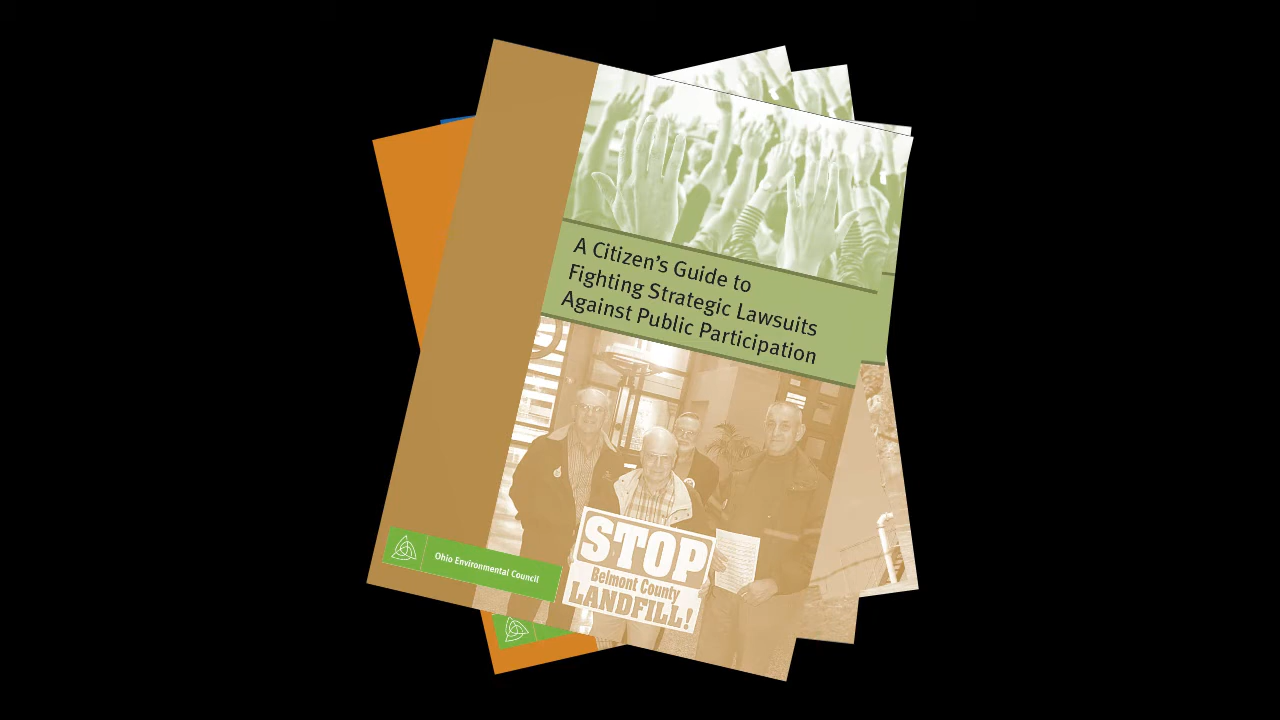 A Citizen’s Guide to
Fighting Strategic Lawsuits
Against Public Participation
STOP
Belmont County
LANDFILL!
Ohio Environmental Council